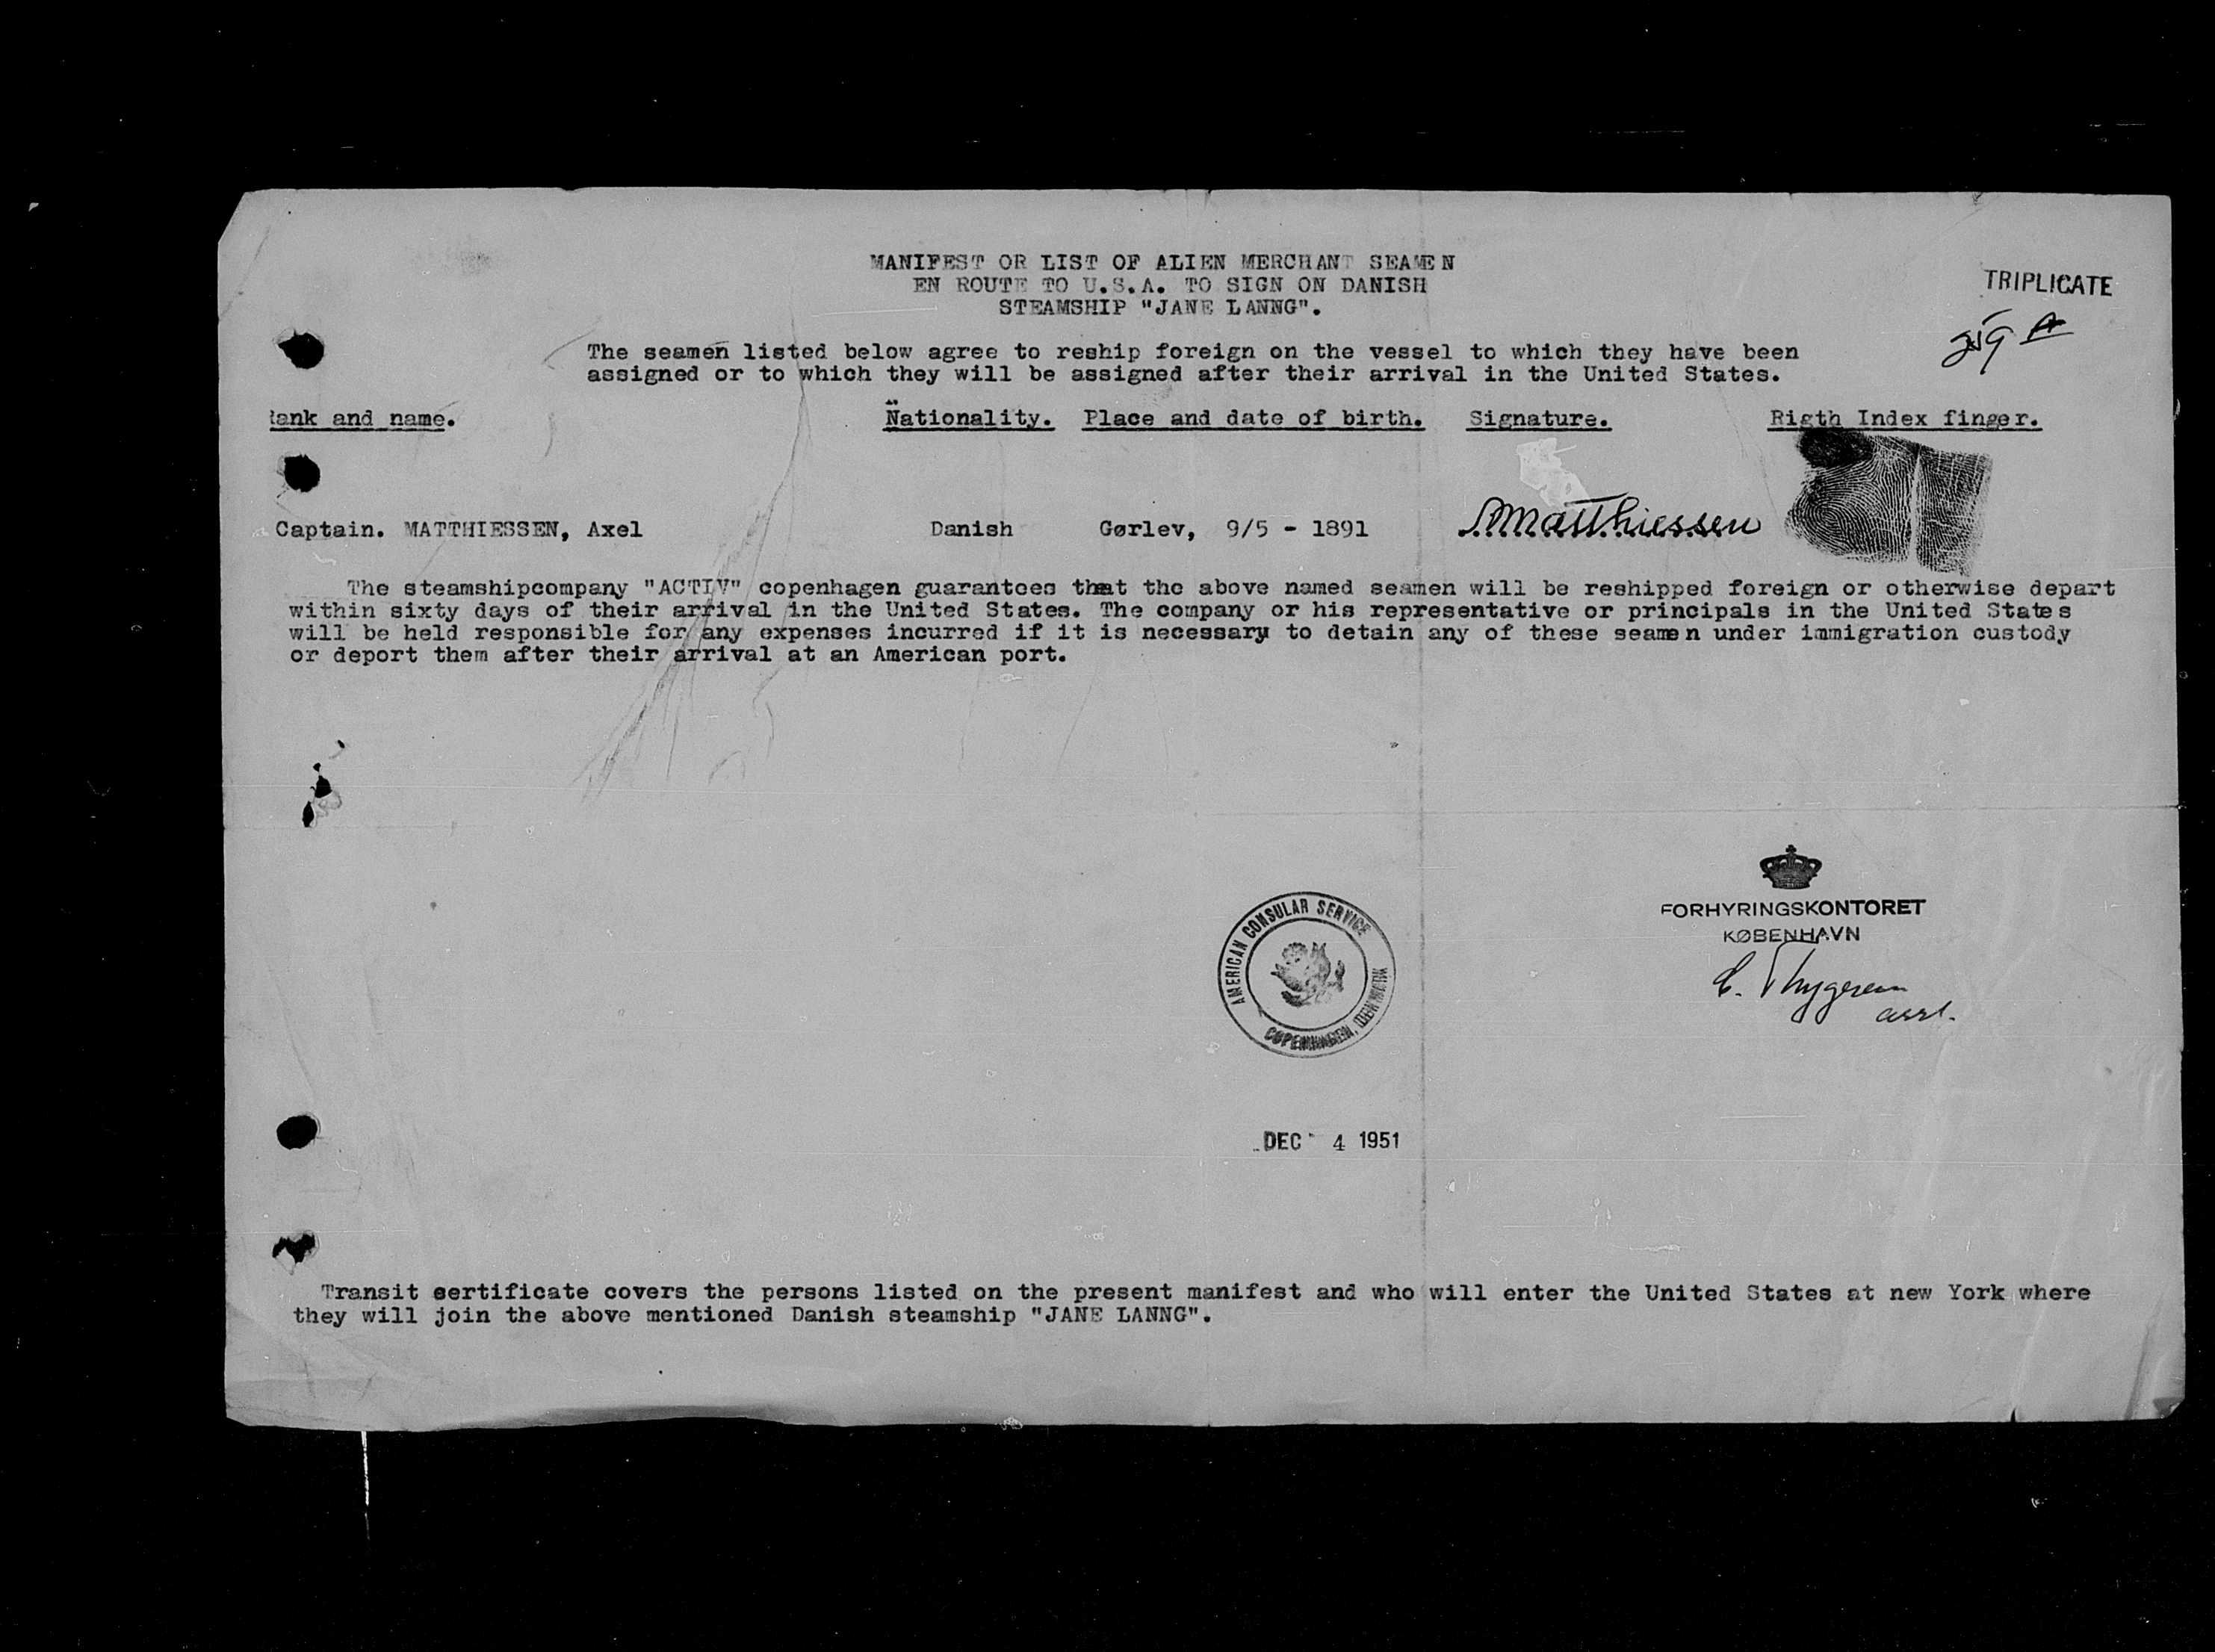 MANIFEST OR LIST OF ALIEN MERCHANT SEAMEN
EN ROUTE TO U.S.A. TO SIGN ON DANISH
STEAMSHIP "JANE LANNG".
TRIPLICATE
The seamen listed below agree to reship foreign on the vessel to which they have been
assigned or to which they will be assigned after their arrival in the United States.
Rank and name. Nationality. Place and date of birth. Signature. Rigth Index finger.
Captain. MATTHIESSEN, Axel Danish Gørlev, 9/5 - 1891 Matthiessen
The steamshipcompany "ACTIV" copenhagen guarantees that the above named seamen will be reshipped foreign or otherwise depart
within sixty days of their arrival in the United States. The company or his representative or principals in the United States
will be held responsible for any expenses incurred if it is necessary to detain any of these seamen under immigration custody
or deport them after their arrival at an American port.
FORHYRINGSKONTORET
KØBENHAVN
C. Thygesen
asst.
AMERICAN CONSULAR SERVICE
COPENHAGEN, DENMARK
DEC 4 1951
Transit sertificate covers the persons listed on the present manifest and who will enter the United States at new York where
they will join the above mentioned Danish steamship "JANE LANNG".